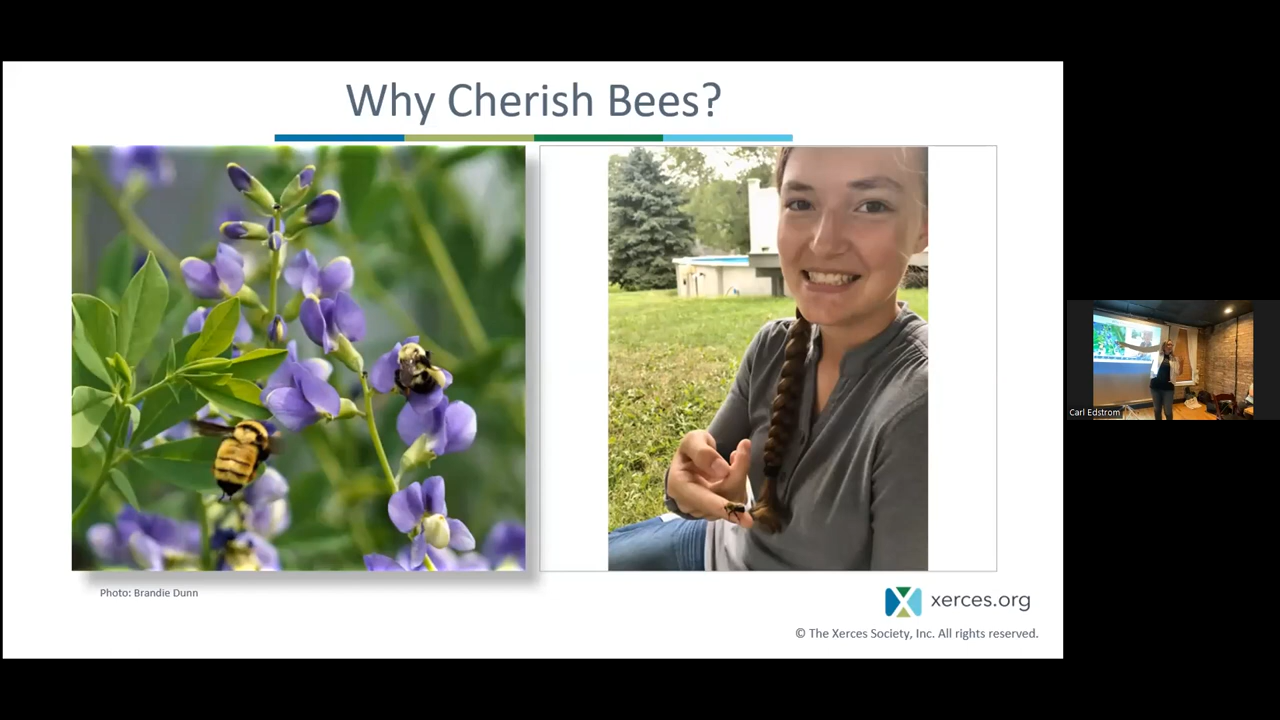 Why Cherish Bees?
Photo: Brandie Dunn
xerces.org
© The Xerces Society, Inc. All rights reserved.
Carl Edstrom